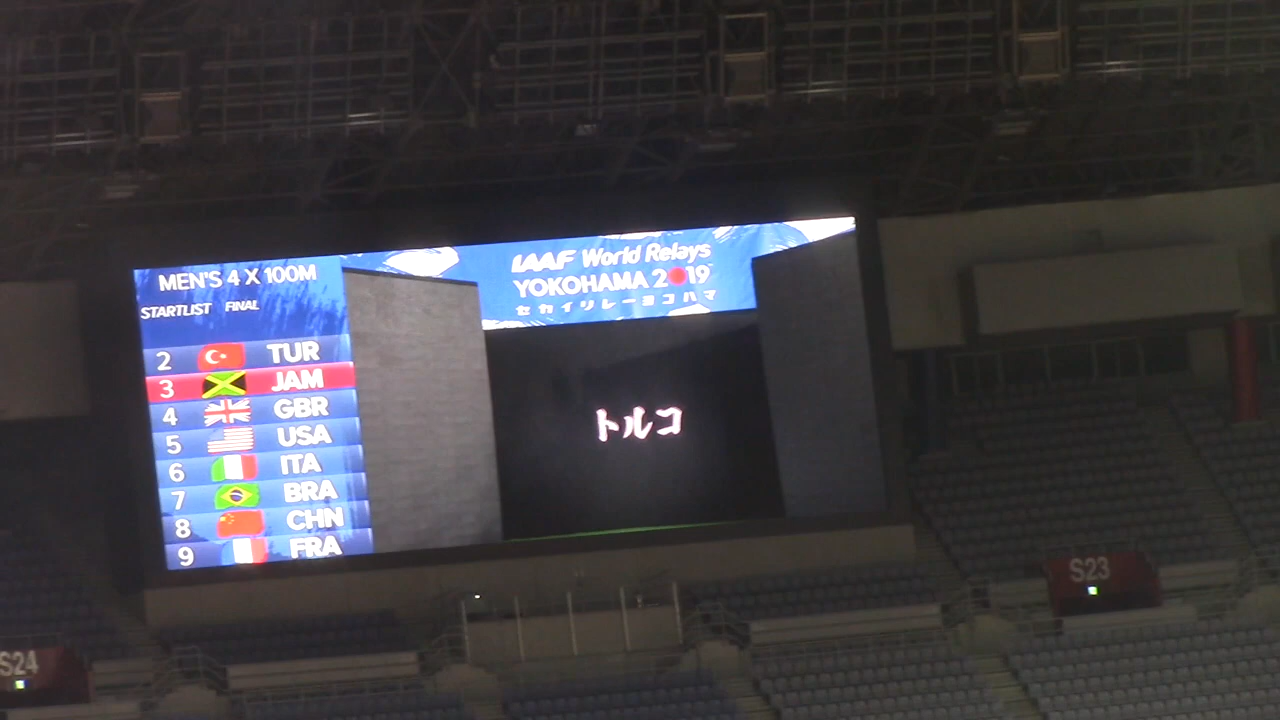 MEN'S 4 X 100M
STARTLIST FINAL
2 TUR
3 JAM
4 GBR
5 USA
6 ITA
7 BRA
8 CHN
9 FRA
IAAF World Relays
YOKOHAMA 2019
セカイリレーヨコハマ
トルコ
S23
S24